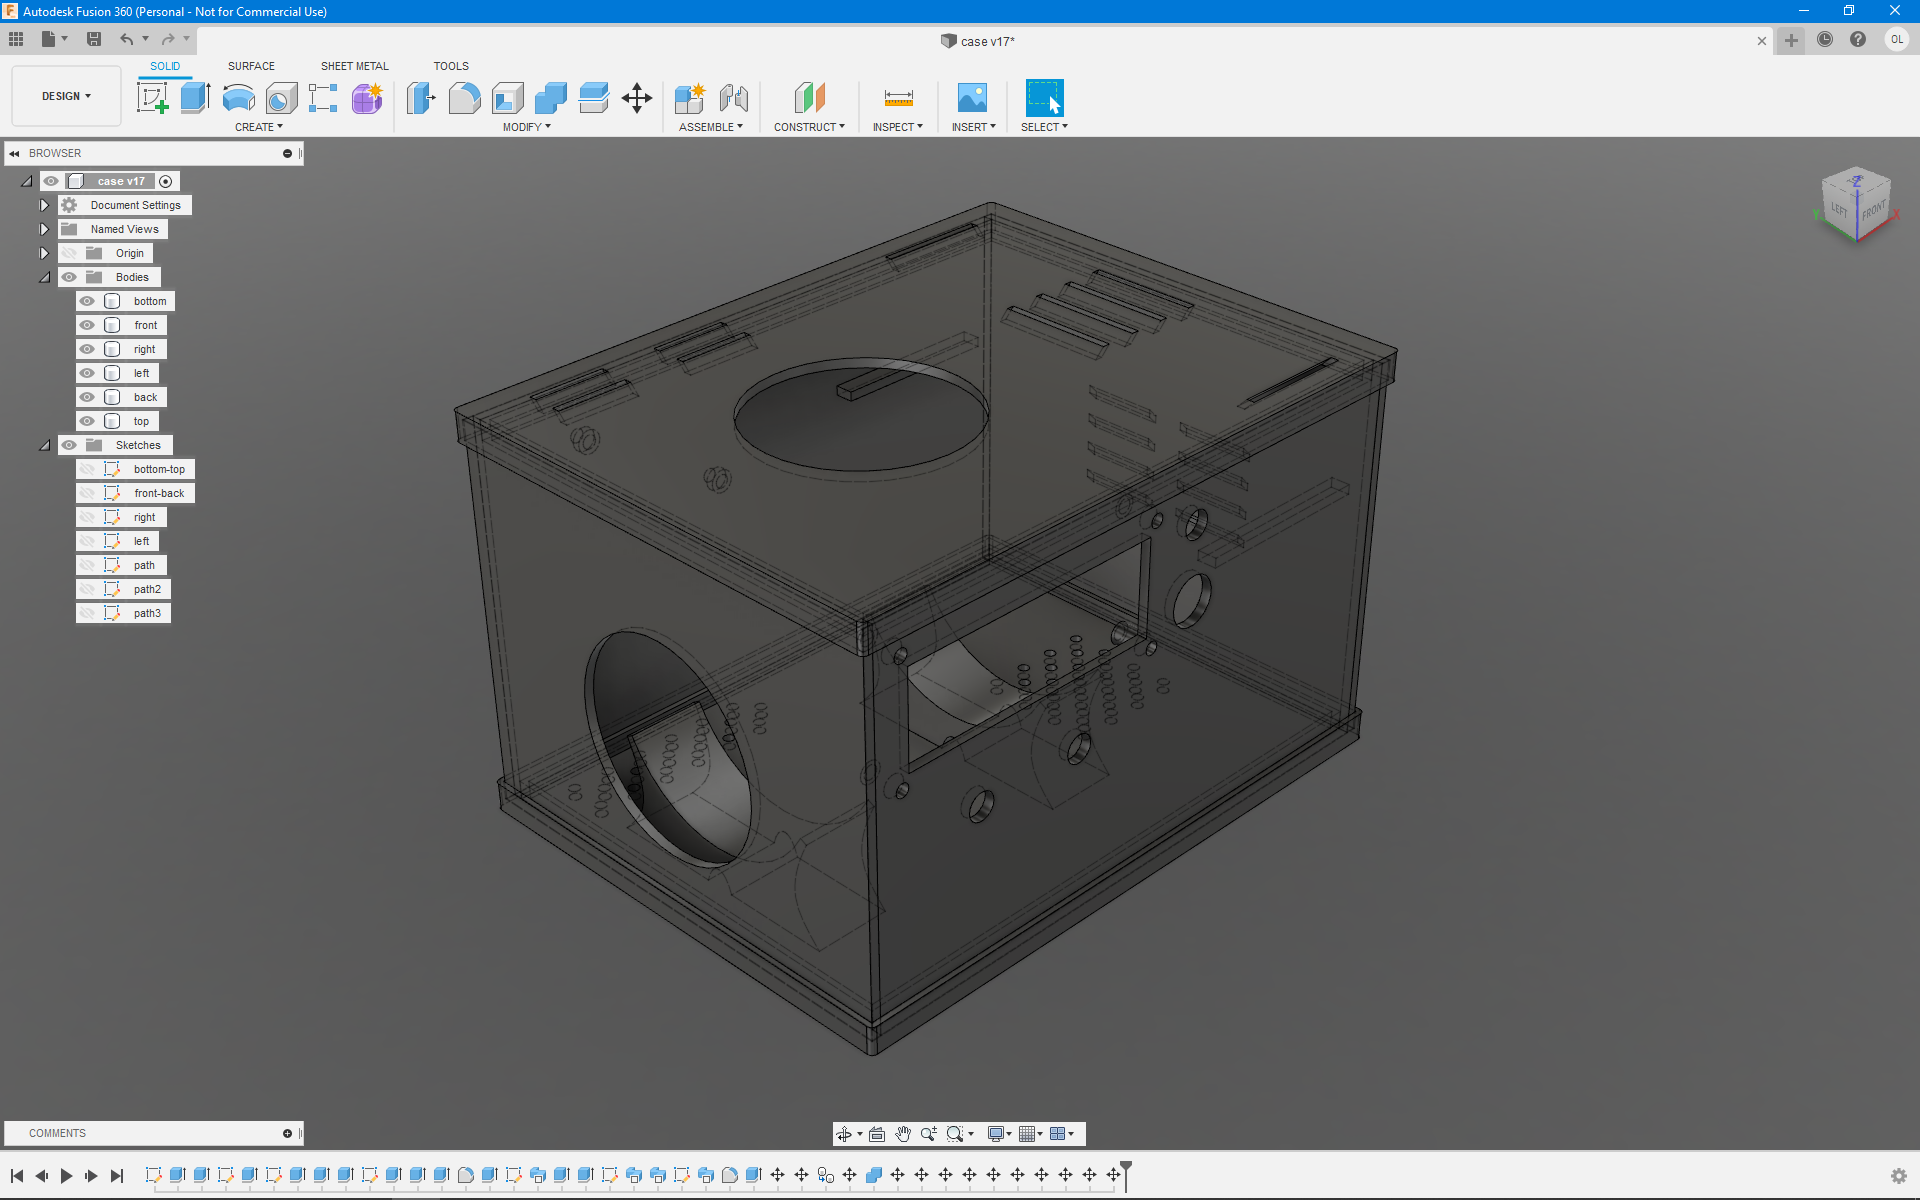 Autodesk Fusion 360 (Personal - Not for Commercial Use)
case v17*
OL
DESIGN
SOLID SURFACE SHEET METAL TOOLS
CREATE MODIFY ASSEMBLE CONSTRUCT INSPECT INSERT SELECT
BROWSER
case v17
Document Settings
Named Views
Origin
Bodies
bottom
front
right
left
back
top
Sketches
bottom-top
front-back
right
left
path
path2
path3
Z
LEFT FRONT
Y X
COMMENTS